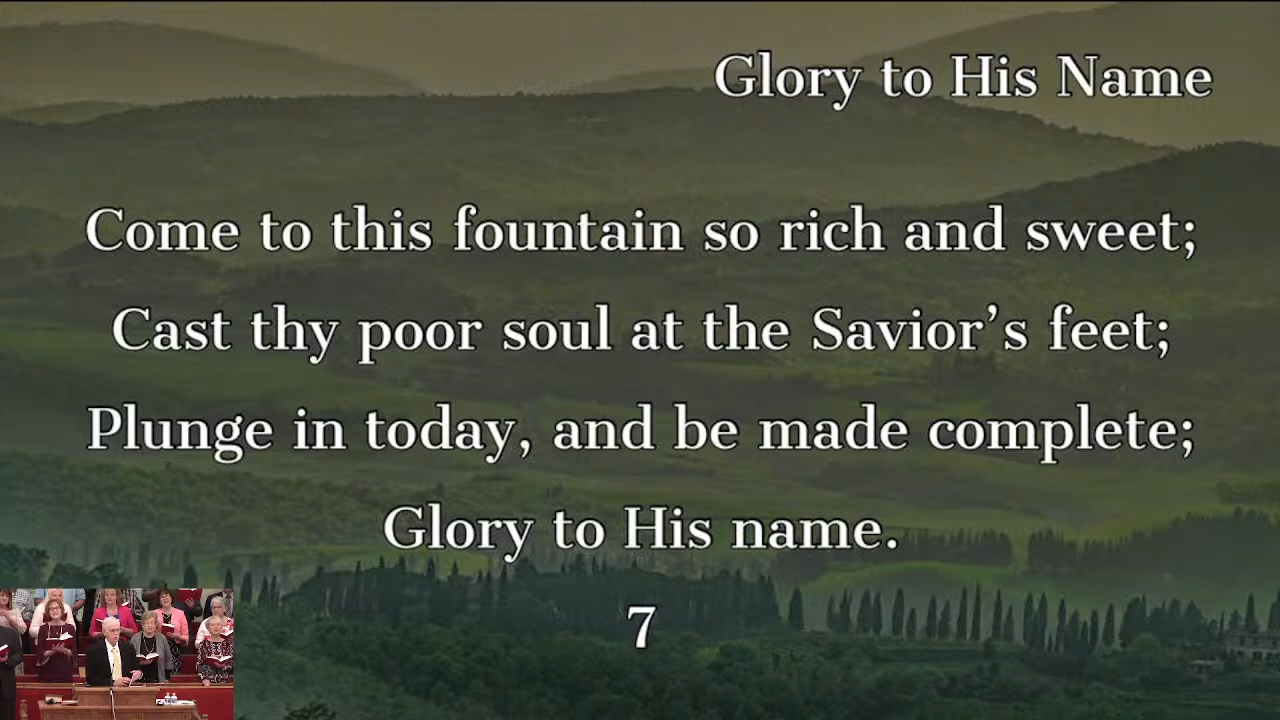 Glory to His Name
Come to this fountain so rich and sweet;
Cast thy poor soul at the Savior’s feet;
Plunge in today, and be made complete;
Glory to His name.
7